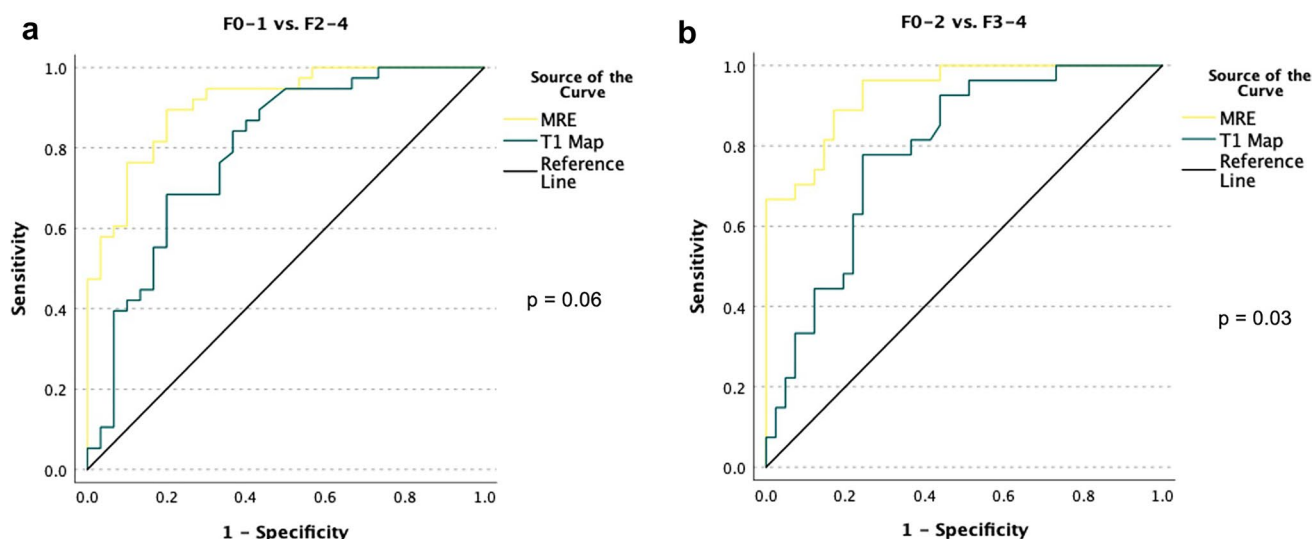 a
F0-1 vs. F2-4
1.0
0.8
0.6
0.4
0.2
0.0
Sensitivity
0.0 0.2 0.4 0.6 0.8 1.0
1 - Specificity
Source of the
Curve
MRE
T1 Map
Reference
Line
p = 0.06
b
F0-2 vs. F3-4
1.0
0.8
0.6
0.4
0.2
0.0
Sensitivity
0.0 0.2 0.4 0.6 0.8 1.0
1 - Specificity
Source of the
Curve
MRE
T1 Map
Reference
Line
p = 0.03